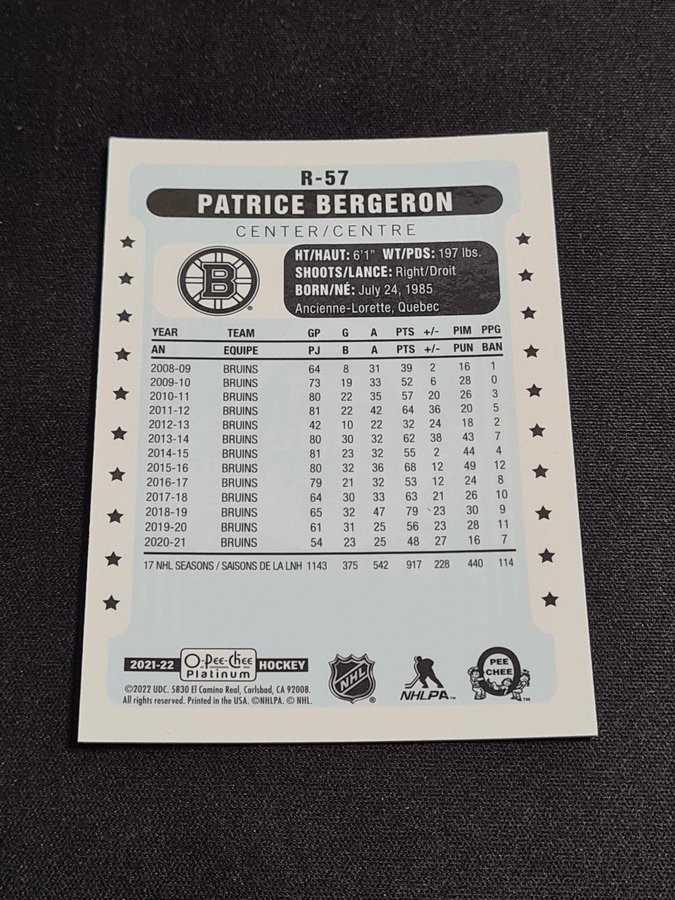 R-57
PATRICE BERGERON
CENTER/CENTRE
B
HT/HAUT: 6'1" WT/PDS: 197 lbs.
SHOOTS/LANCE: Right/Droit
BORN/NÉ: July 24, 1985
Ancienne-Lorette, Quebec
YEAR TEAM GP G A PTS +/- PIM PPG
AN EQUIPE PJ B A PTS +/- PUN BAN
2008-09 BRUINS 64 8 31 39 2 16 1
2009-10 BRUINS 73 19 33 52 6 28 0
2010-11 BRUINS 80 22 35 57 20 26 3
2011-12 BRUINS 81 22 42 64 36 20 5
2012-13 BRUINS 42 10 22 32 24 18 2
2013-14 BRUINS 80 30 32 62 38 43 7
2014-15 BRUINS 81 23 32 55 2 44 4
2015-16 BRUINS 80 32 36 68 12 49 12
2016-17 BRUINS 79 21 32 53 12 24 8
2017-18 BRUINS 64 30 33 63 21 26 10
2018-19 BRUINS 65 32 47 79 23 30 9
2019-20 BRUINS 61 31 25 56 23 28 11
2020-21 BRUINS 54 23 25 48 27 16 7
17 NHL SEASONS / SAISONS DE LA LNH 1143 375 542 917 228 440 114
2021-22 O-Pee-Chee Platinum HOCKEY
NHL
NHLPA
O PEE CHEE
©2022 UDC. 5830 El Camino Real, Carlsbad, CA 92008.
All rights reserved. Printed in the USA. ©NHLPA. © NHL.